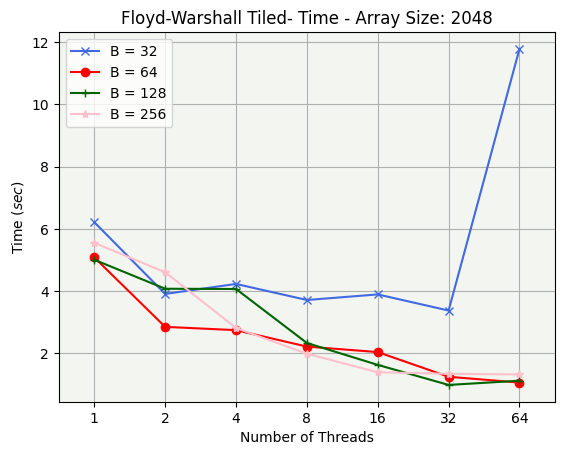 Floyd-Warshall Tiled- Time - Array Size: 2048
12
10
8
6
4
2
Time (sec)
B = 32
B = 64
B = 128
B = 256
1 2 4 8 16 32 64
Number of Threads